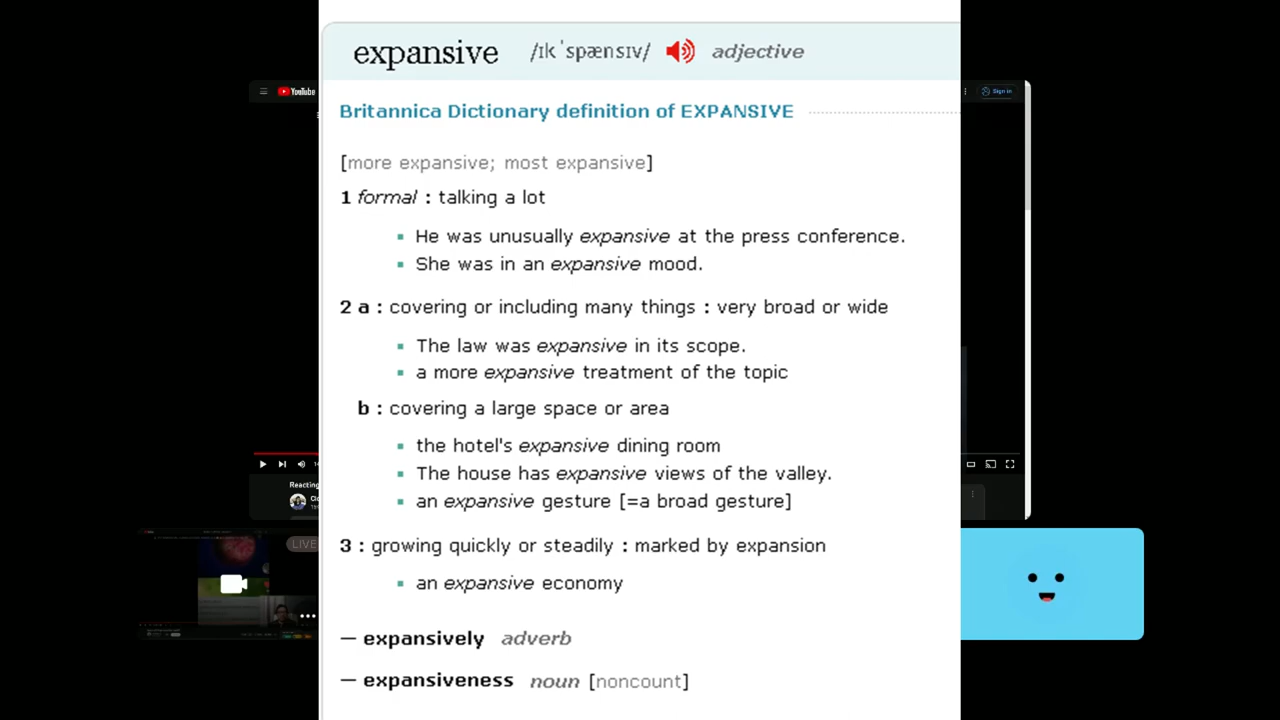 expansive /ɪkˈspænsɪv/ adjective
YouTube
Sign in
Britannica Dictionary definition of EXPANSIVE
[more expansive; most expansive]
1 formal : talking a lot
▪ He was unusually expansive at the press conference.
▪ She was in an expansive mood.
2 a : covering or including many things : very broad or wide
▪ The law was expansive in its scope.
▪ a more expansive treatment of the topic
b : covering a large space or area
▪ the hotel's expansive dining room
▪ The house has expansive views of the valley.
▪ an expansive gesture [=a broad gesture]
Reacting
3 : growing quickly or steadily : marked by expansion
LIVE
▪ an expansive economy
— expansively adverb
— expansiveness noun [noncount]